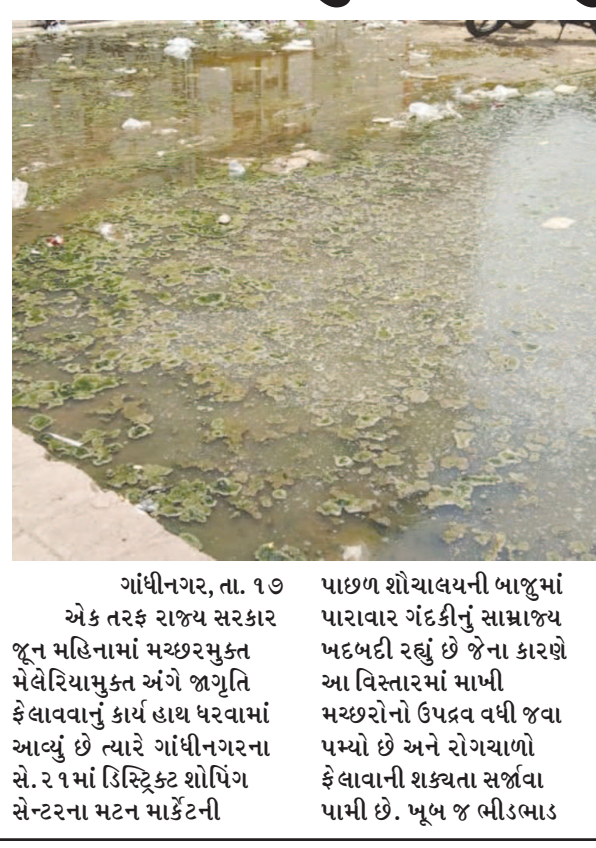 ગાંધીનગર, તા. ૧૭
એક તરફ રાજ્ય સરકાર
જૂન મહિનામાં મચ્છરમુક્ત
મેલેરિયામુક્ત અંગે જાગૃતિ
ફેલાવવાનું કાર્ય હાથ ધરવામાં
આવ્યું છે ત્યારે ગાંધીનગરના
સે.૨૧માં ડિસ્ટ્રિક્ટ શોપિંગ
સેન્ટરના મટન માર્કેટની
પાછળ શૌચાલયની બાજુમાં
પારાવાર ગંદકીનું સામ્રાજ્ય
ખદબદી રહ્યું છે જેના કારણે
આ વિસ્તારમાં માખી
મચ્છરોનો ઉપદ્રવ વધી જવા
પમ્યો છે અને રોગચાળો
ફેલાવાની શક્યતા સર્જાવા
પામી છે. ખૂબ જ ભીડભાડ